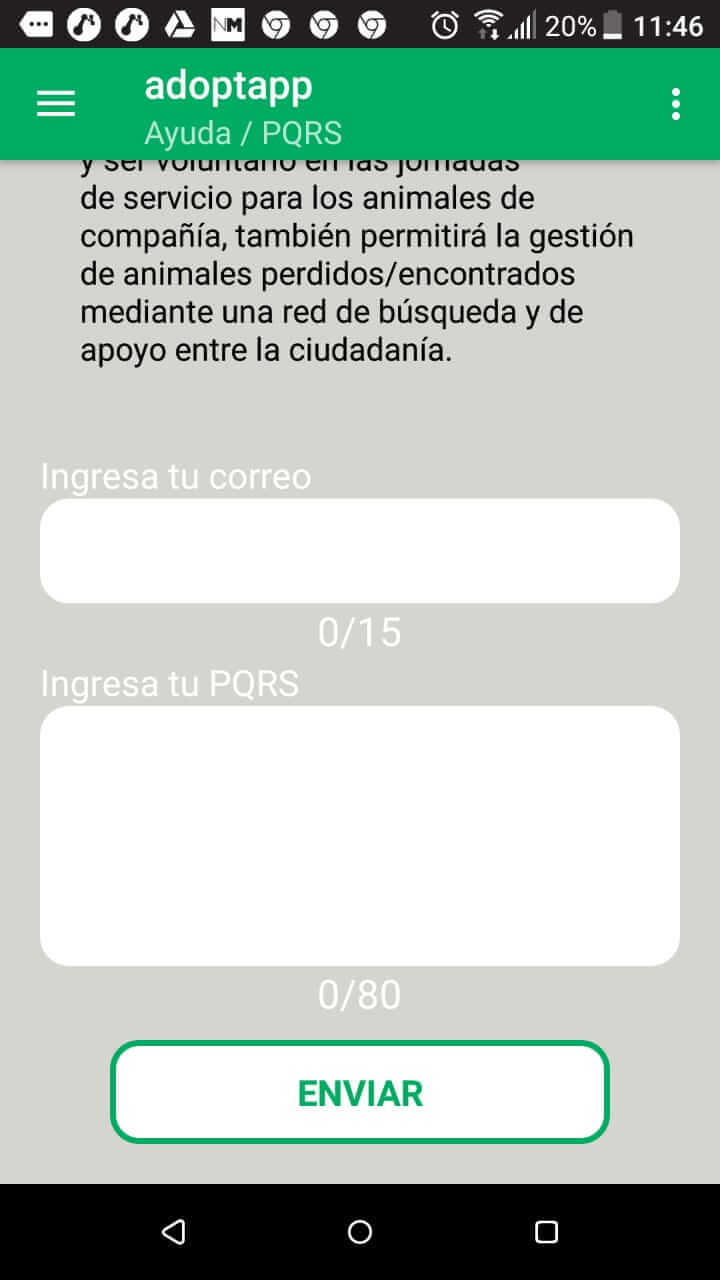 20% 11:46
adoptapp
Ayuda / PQRS
y ser voluntario en las jornadas
de servicio para los animales de
compañía, también permitirá la gestión
de animales perdidos/encontrados
mediante una red de búsqueda y de
apoyo entre la ciudadanía.
Ingresa tu correo
0/15
Ingresa tu PQRS
0/80
ENVIAR